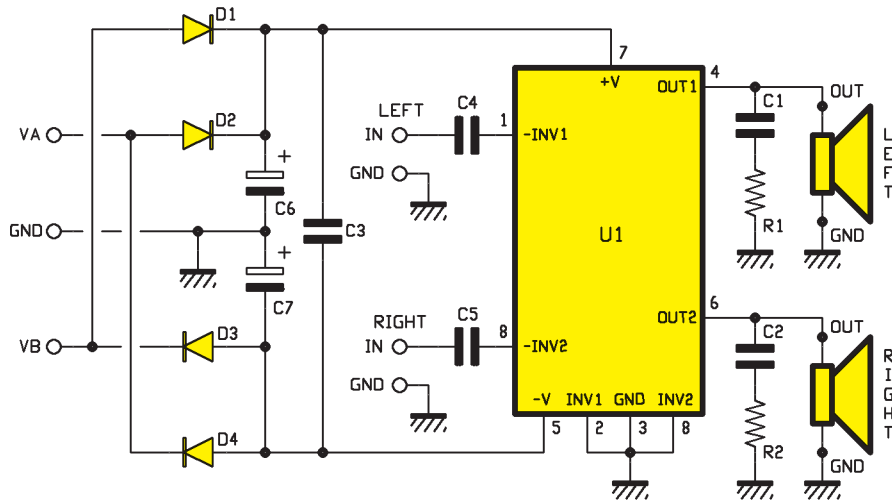 D1
7
+V
OUT1
4
C1
OUT
LEFT
IN
C4
1
-INV1
VA
D2
GND
+
C6
LEFT
GND
C3
U1
R1
GND
+
C7
6
OUT2
C2
OUT
RIGHT
IN
C5
8
-INV2
VB
D3
GND
RIGHT
-V
INV1
GND
INV2
5
2
3
8
D4
R2
GND